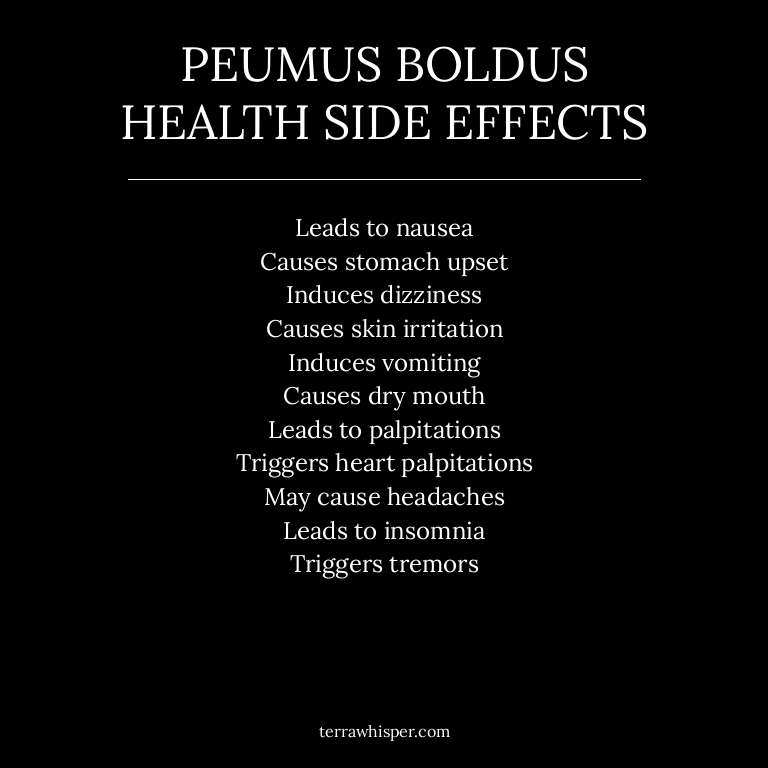 PEUMUS BOLDUS
HEALTH SIDE EFFECTS
Leads to nausea
Causes stomach upset
Induces dizziness
Causes skin irritation
Induces vomiting
Causes dry mouth
Leads to palpitations
Triggers heart palpitations
May cause headaches
Leads to insomnia
Triggers tremors
terrawhisper.com